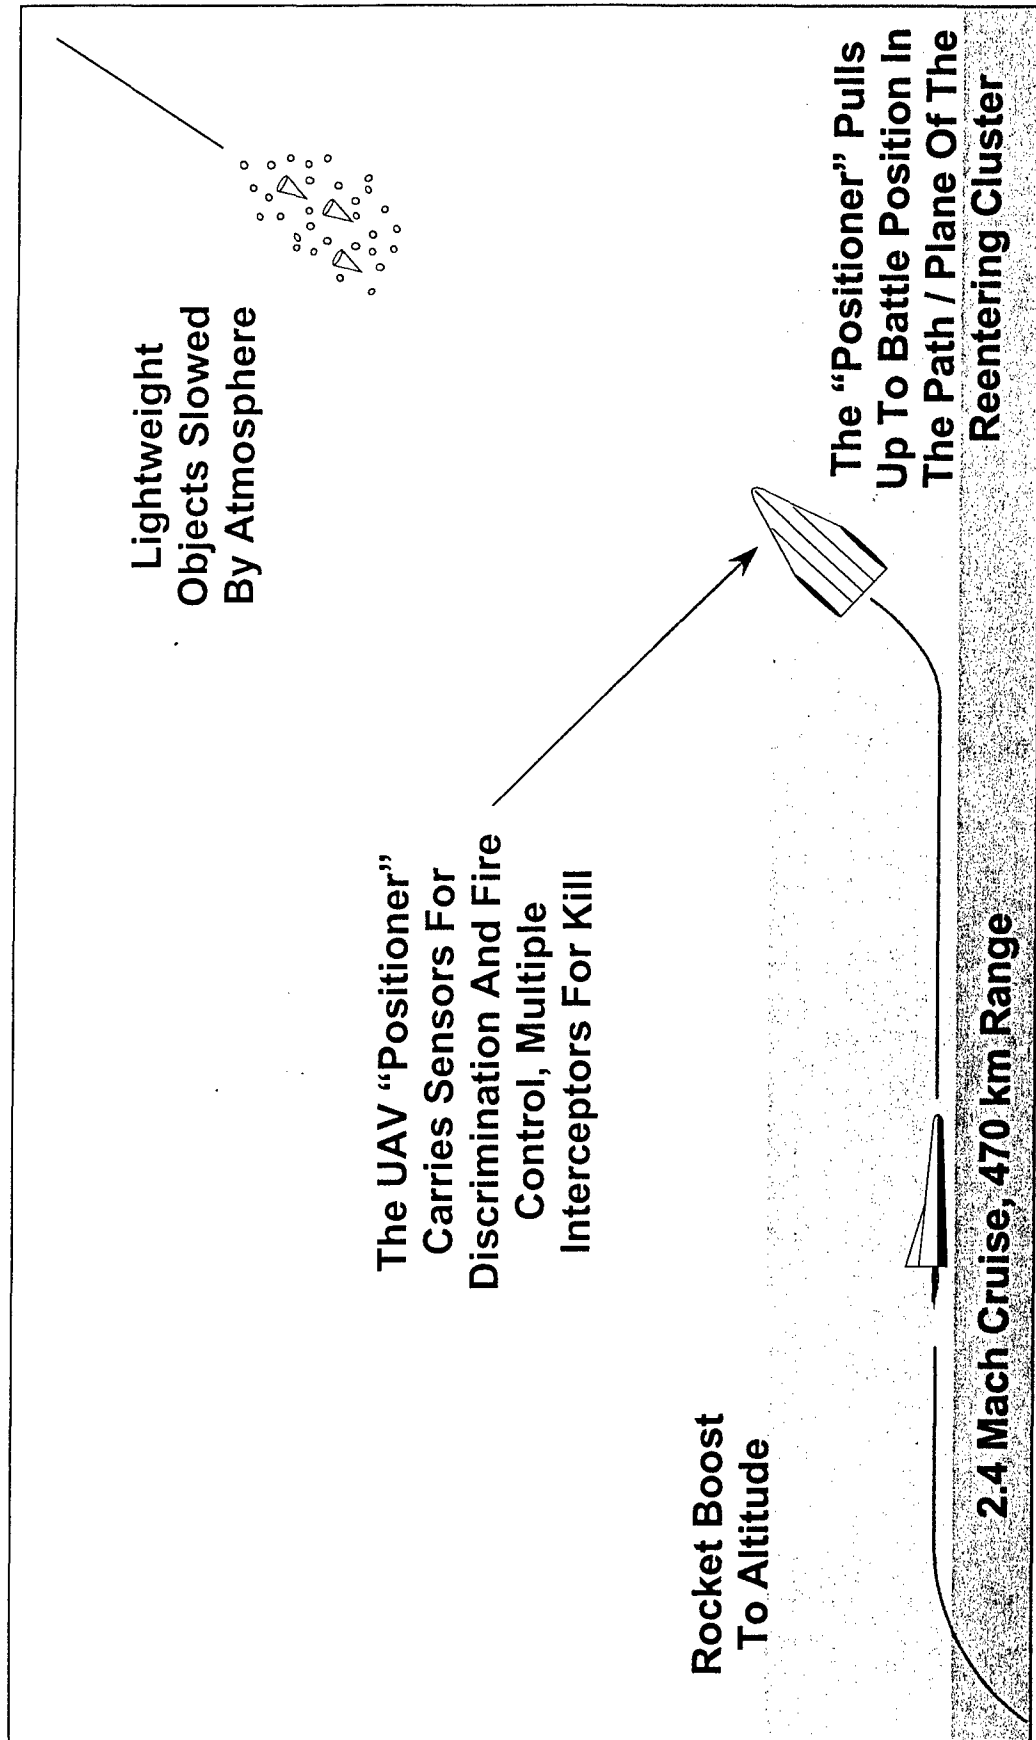 Lightweight
Objects Slowed
By Atmosphere
The UAV “Positioner”
Carries Sensors For
Discrimination And Fire
Control, Multiple
Interceptors For Kill
Rocket Boost
To Altitude
The “Positioner” Pulls
Up To Battle Position In
The Path / Plane Of The
Reentering Cluster
2.4 Mach Cruise, 470 km Range